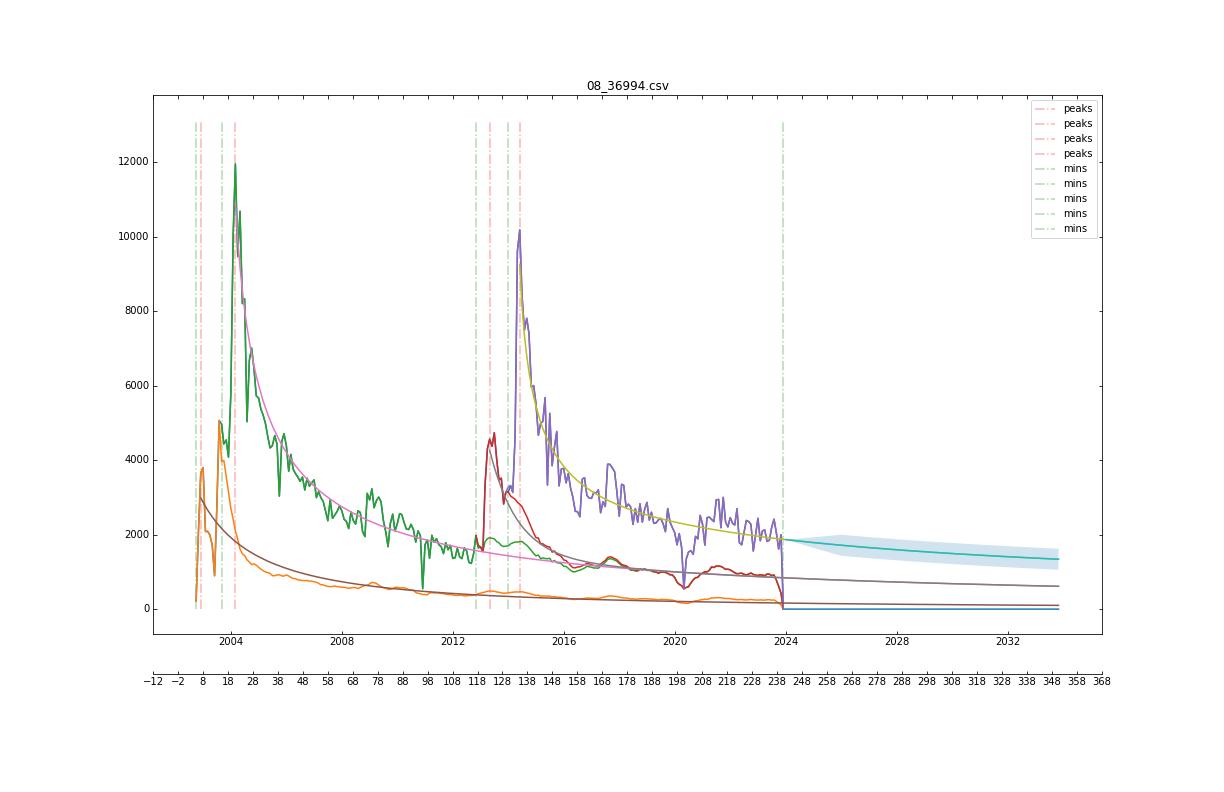 08_36994.csv
peaks
peaks
peaks
peaks
mins
mins
mins
mins
mins
12000
10000
8000
6000
4000
2000
0
2004 2008 2012 2016 2020 2024 2028 2032
−12 −2 8 18 28 38 48 58 68 78 88 98 108 118 128 138 148 158 168 178 188 198 208 218 228 238 248 258 268 278 288 298 308 318 328 338 348 358 368